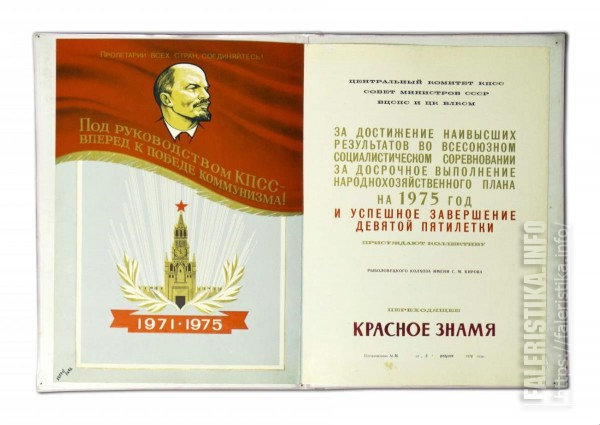 ПРОЛЕТАРИИ ВСЕХ СТРАН, СОЕДИНЯЙТЕСЬ!
ПОД РУКОВОДСТВОМ КПСС-
ВПЕРЕД К ПОБЕДЕ КОММУНИЗМА!
1971·1975
ЦЕНТРАЛЬНЫЙ КОМИТЕТ КПСС
СОВЕТ МИНИСТРОВ СССР
ВЦСПС И ЦК ВЛКСМ
ЗА ДОСТИЖЕНИЕ НАИВЫСШИХ
РЕЗУЛЬТАТОВ ВО ВСЕСОЮЗНОМ
СОЦИАЛИСТИЧЕСКОМ СОРЕВНОВАНИИ
ЗА ДОСРОЧНОЕ ВЫПОЛНЕНИЕ
НАРОДНОХОЗЯЙСТВЕННОГО ПЛАНА
НА 1975 ГОД
И УСПЕШНОЕ ЗАВЕРШЕНИЕ
ДЕВЯТОЙ ПЯТИЛЕТКИ
ПРИСУЖДАЮТ КОЛЛЕКТИВУ
РЫБОЛОВЕЦКОГО КОЛХОЗА ИМЕНИ С. М. КИРОВА
ПЕРЕХОДЯЩЕЕ
КРАСНОЕ ЗНАМЯ
FALERISTIKA.INFO
https://faleristika.info/